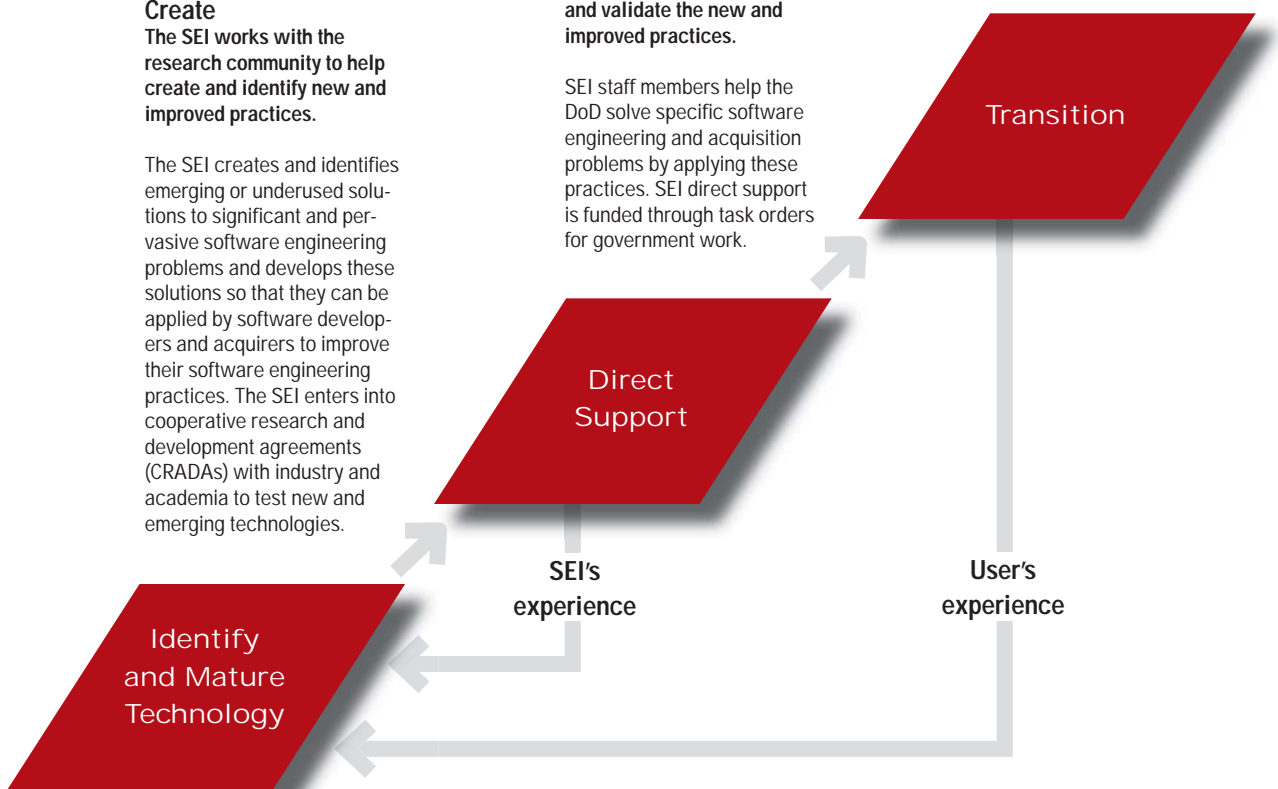 Create
The SEI works with the
research community to help
create and identify new and
improved practices.
The SEI creates and identifies
emerging or underused solu-
tions to significant and per-
vasive software engineering
problems and develops these
solutions so that they can be
applied by software develop-
ers and acquirers to improve
their software engineering
practices. The SEI enters into
cooperative research and
development agreements
(CRADAs) with industry and
academia to test new and
emerging technologies.
and validate the new and
improved practices.
SEI staff members help the
DoD solve specific software
engineering and acquisition
problems by applying these
practices. SEI direct support
is funded through task orders
for government work.
Transition
Direct
Support
SEI's
experience
User's
experience
Identify
and Mature
Technology